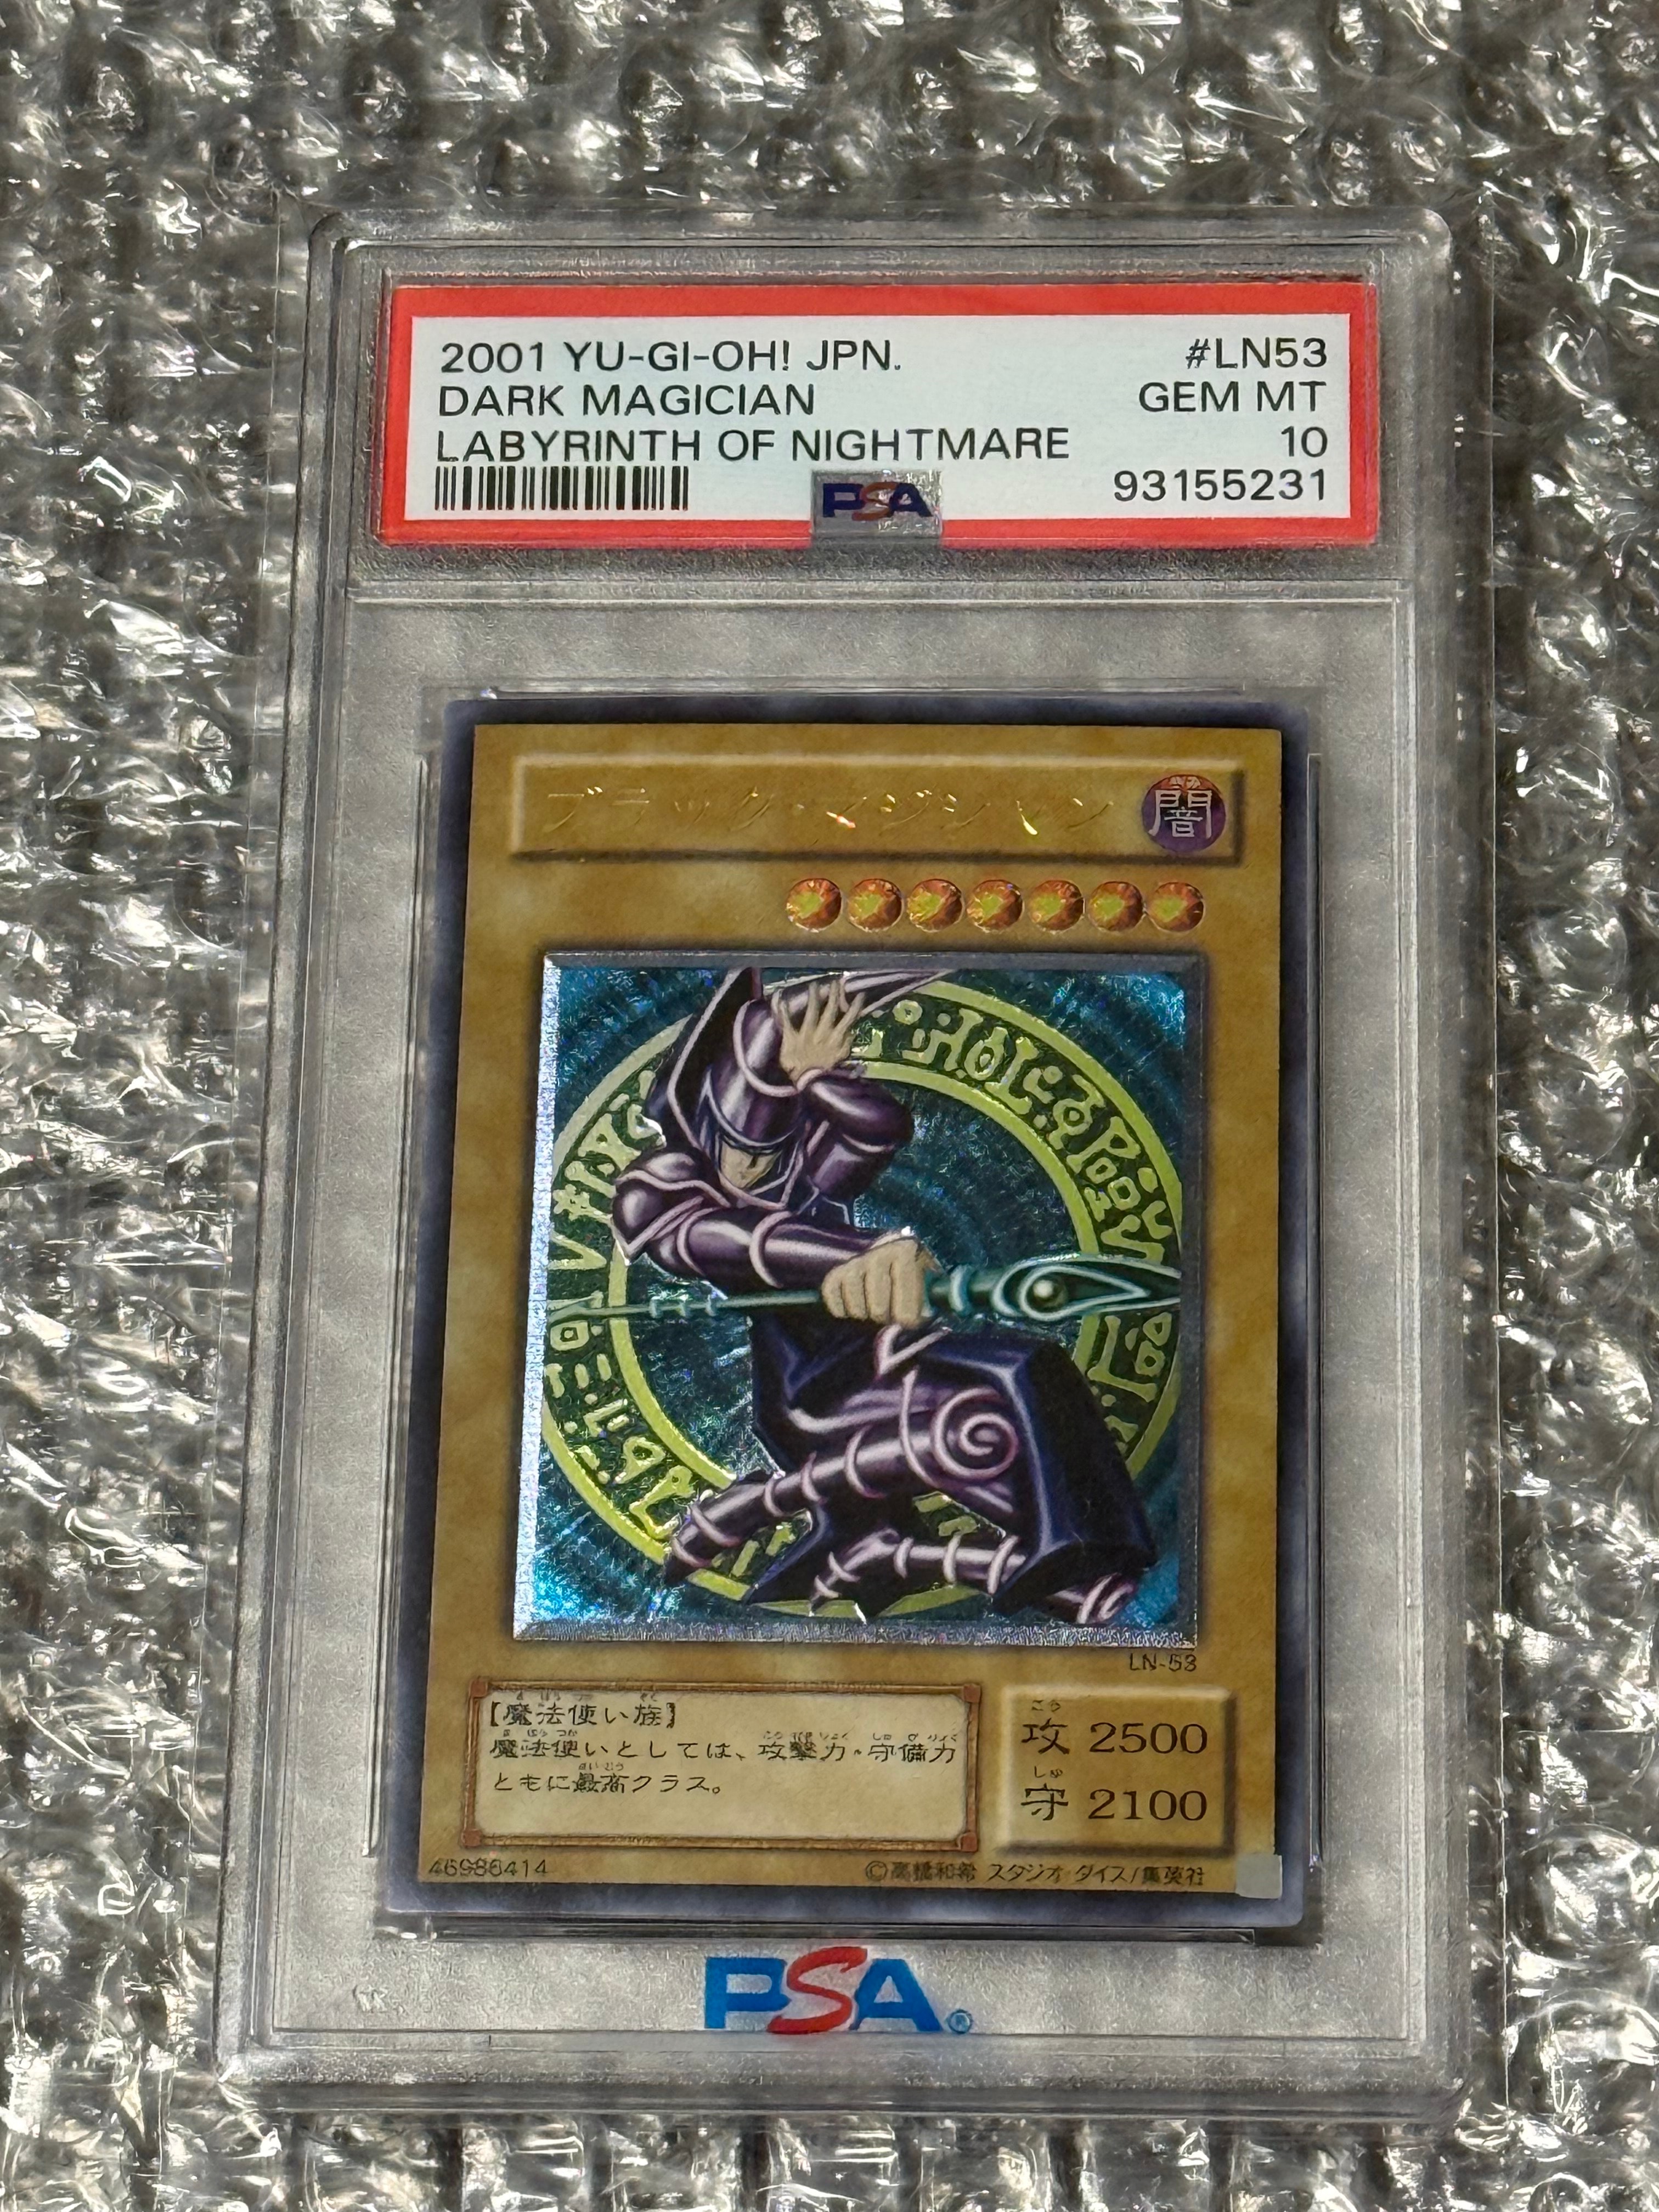 2001 YU-GI-OH! JPN. #LN53
DARK MAGICIAN GEM MT
LABYRINTH OF NIGHTMARE 10
PSA 93155231
ブラック・マジシャン
闇
LN-53
【魔法使い族】
魔法使いとしては、攻撃力・守備力
ともに最高クラス。
攻 2500
守 2100
46986414
©高橋和希 スタジオ・ダイス/集英社
PSA®